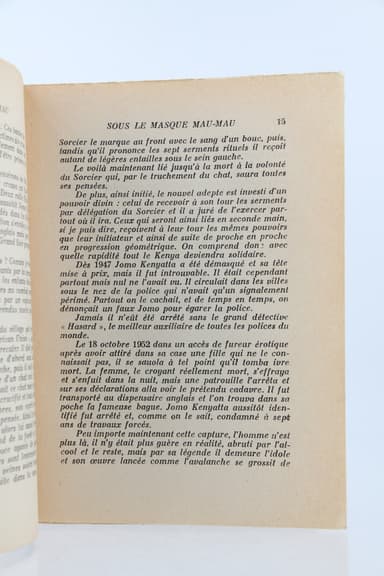 SOUS LE MASQUE MAU-MAU 15
Sorcier le marque au front avec le sang d'un bouc, puis,
tandis qu'il prononce les sept serments rituels il reçoit
autant de légères entailles sous le sein gauche.
Le voilà maintenant lié jusqu'à la mort à la volonté
du Sorcier qui, par le truchement du chat, saura toutes
ses pensées.
De plus, ainsi initié, le nouvel adepte est investi d'un
pouvoir divin : celui de recevoir à son tour les serments
par délégation du Sorcier et il a juré de l'exercer par-
tout où il ira. Ceux qui seront ainsi liés en seconde main,
si je puis dire, reçoivent à leur tour les mêmes pouvoirs
que leur initiateur et ainsi de suite de proche en proche
en progression géométrique. On comprend donc avec
quelle rapidité tout le Kenya deviendra solidaire.
Dès 1947 Jomo Kenyatta a été démasqué et sa tête
mise à prix, mais il fut introuvable. Il était cependant
partout mais nul ne l'avait vu. Il circulait dans les villes
sous le nez de la police qui n'avait qu'un signalement
périmé. Partout on le cachait, et de temps en temps, on
dénonçait un faux Jomo pour égarer la police.
Jamais il n'eût été arrêté sans le grand détective
« Hasard », le meilleur auxiliaire de toutes les polices du
monde.
Le 18 octobre 1952 dans un accès de fureur érotique
après avoir attiré dans sa case une fille qui ne le con-
naissait pas, il se saoula à tel point qu'il tomba ivre-
mort. La femme, le croyant réellement mort, s'effraya
et s'enfuit dans la nuit, mais une patrouille l'arrêta et
sur ses déclarations alla voir le prétendu cadavre. Il fut
transporté au dispensaire anglais et l'on trouva dans sa
poche la fameuse bague. Jomo Kenyatta aussitôt iden-
tifié fut arrêté et, comme on le sait, condamné à sept
ans de travaux forcés.
Peu importe maintenant cette capture, l'homme n'est
plus là, il n'y était plus guère en réalité, abruti par l'al-
cool et le reste, mais par sa légende il demeure l'idole
et son œuvre lancée comme l'avalanche se grossit de